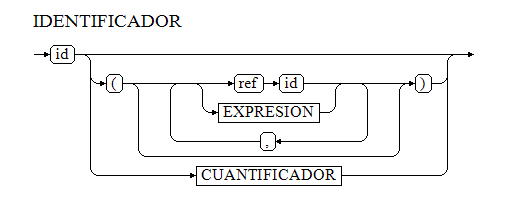 IDENTIFICADOR
id
( ref id )
EXPRESION
,
CUANTIFICADOR